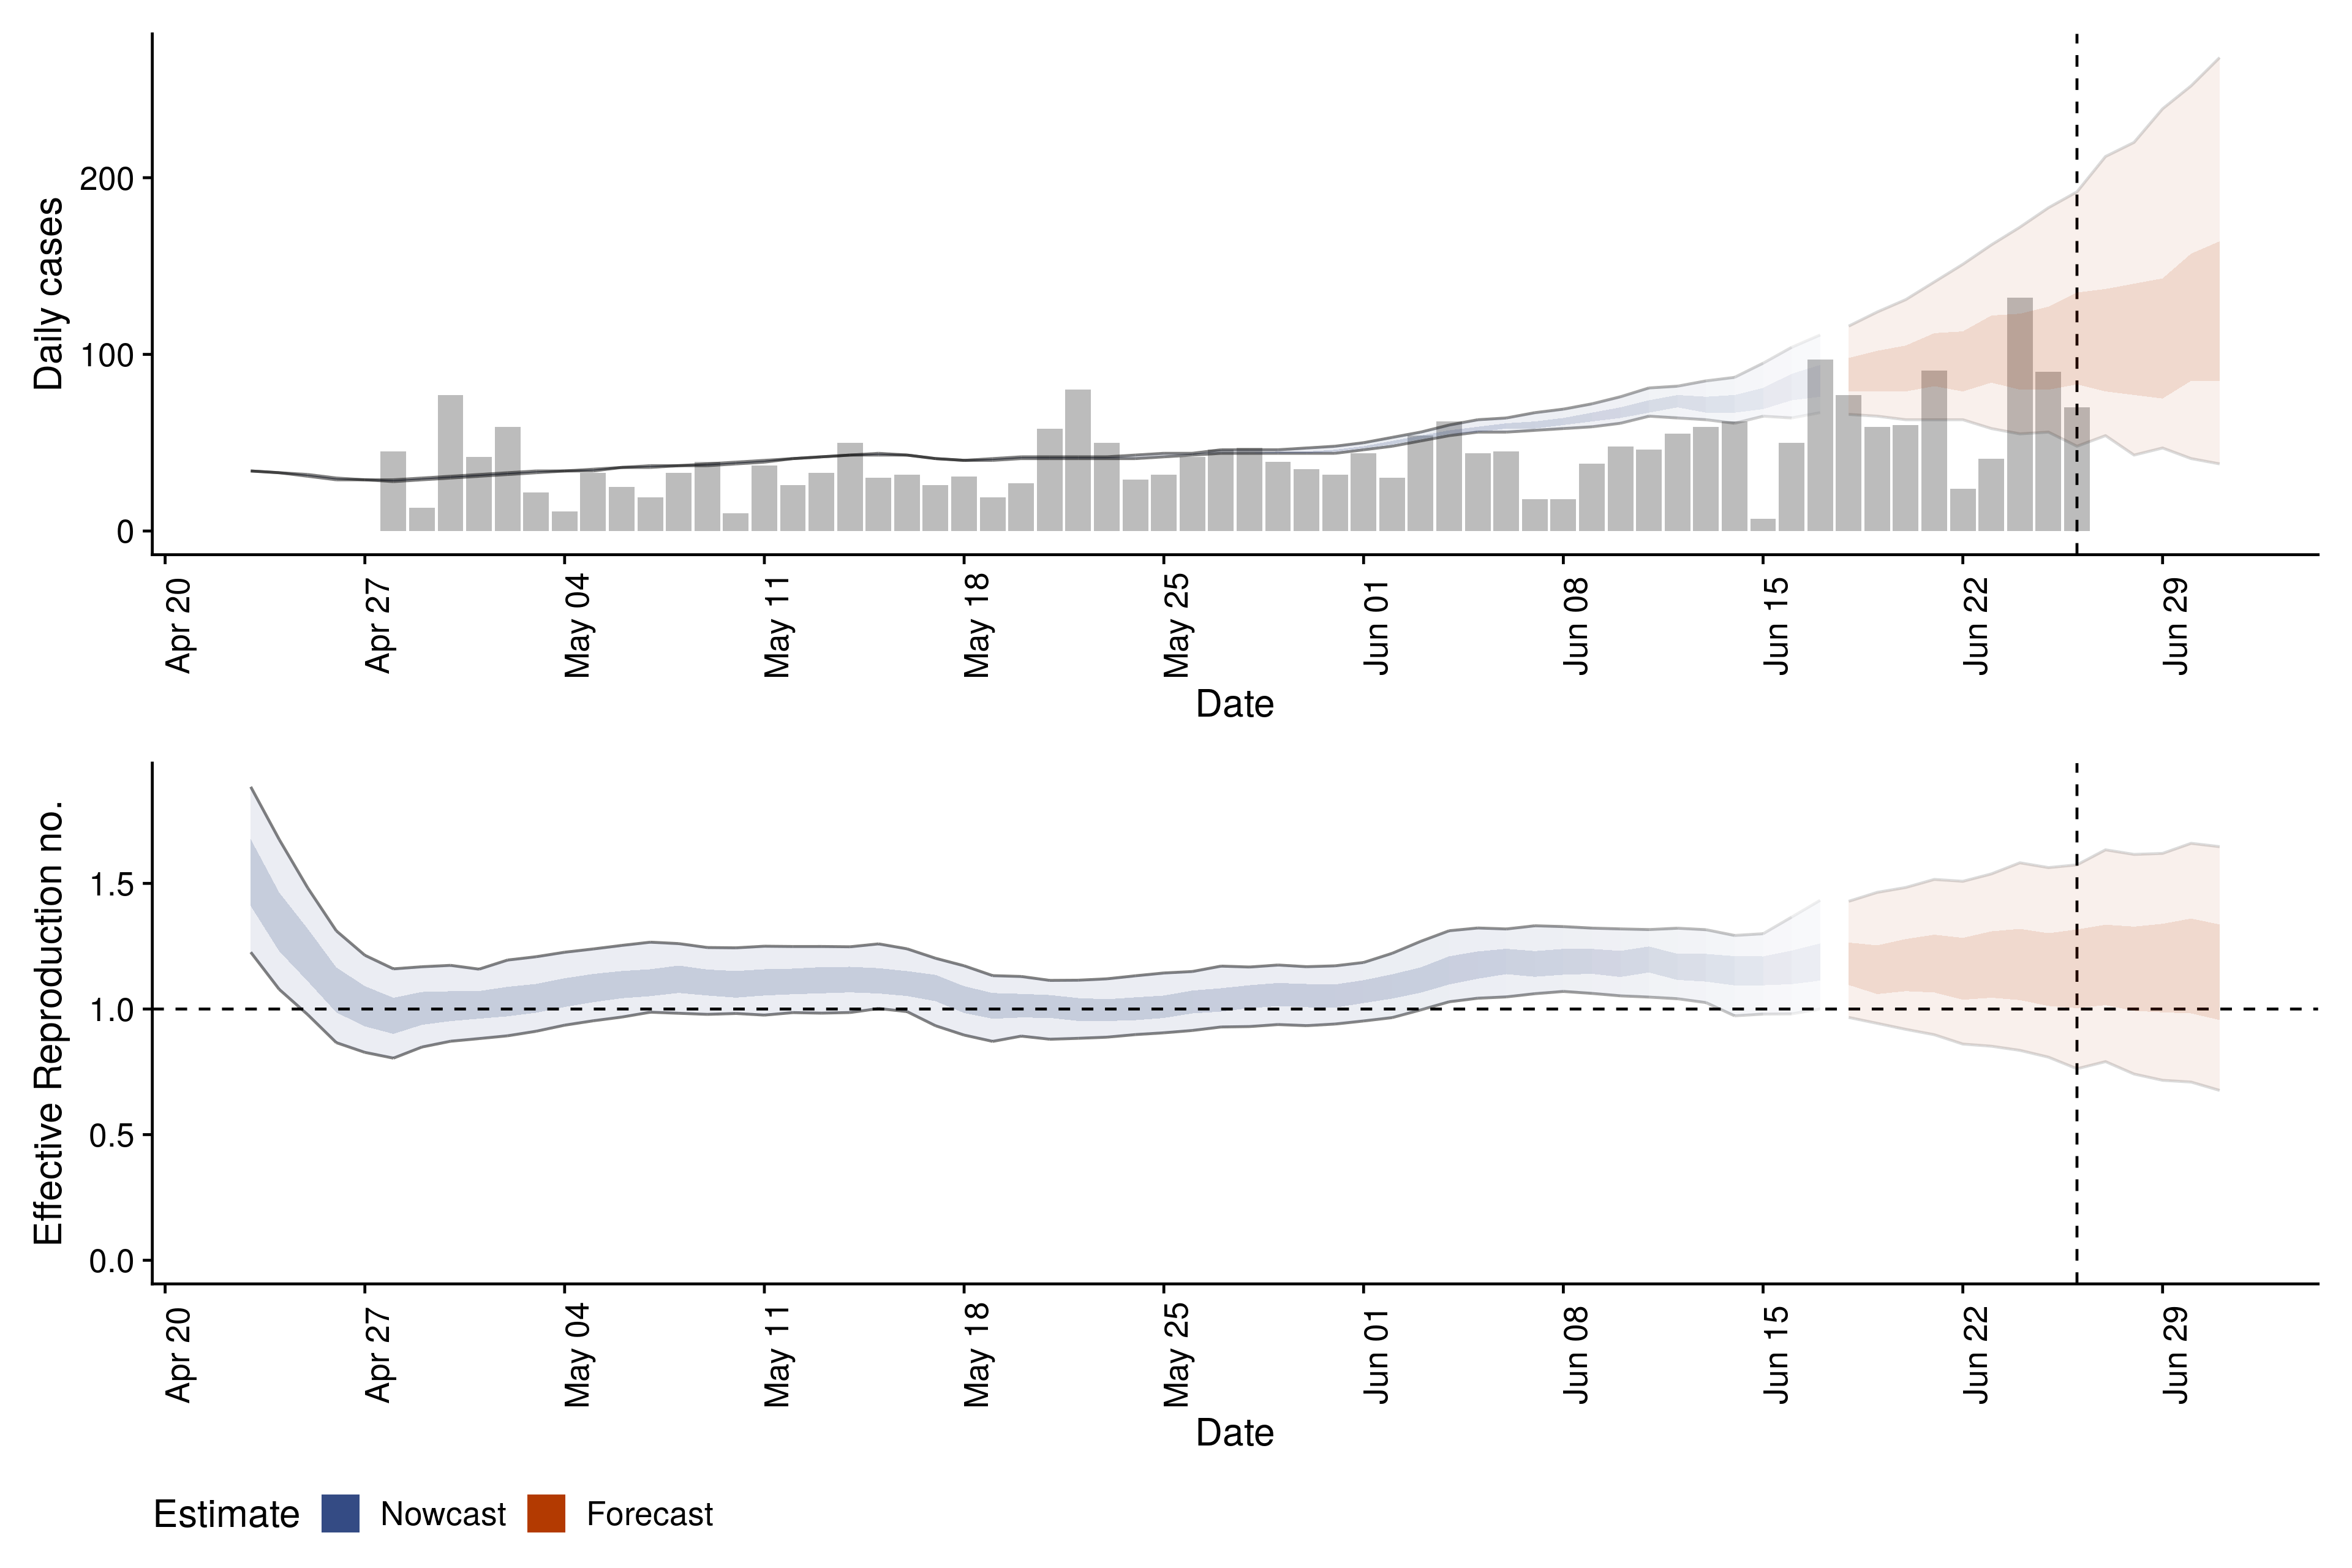 Daily cases
200
100
0
Apr 20
Apr 27
May 04
May 11
May 18
May 25
Jun 01
Jun 08
Jun 15
Jun 22
Jun 29
Date
Effective Reproduction no.
1.5
1.0
0.5
0.0
Apr 20
Apr 27
May 04
May 11
May 18
May 25
Jun 01
Jun 08
Jun 15
Jun 22
Jun 29
Date
Estimate Nowcast Forecast